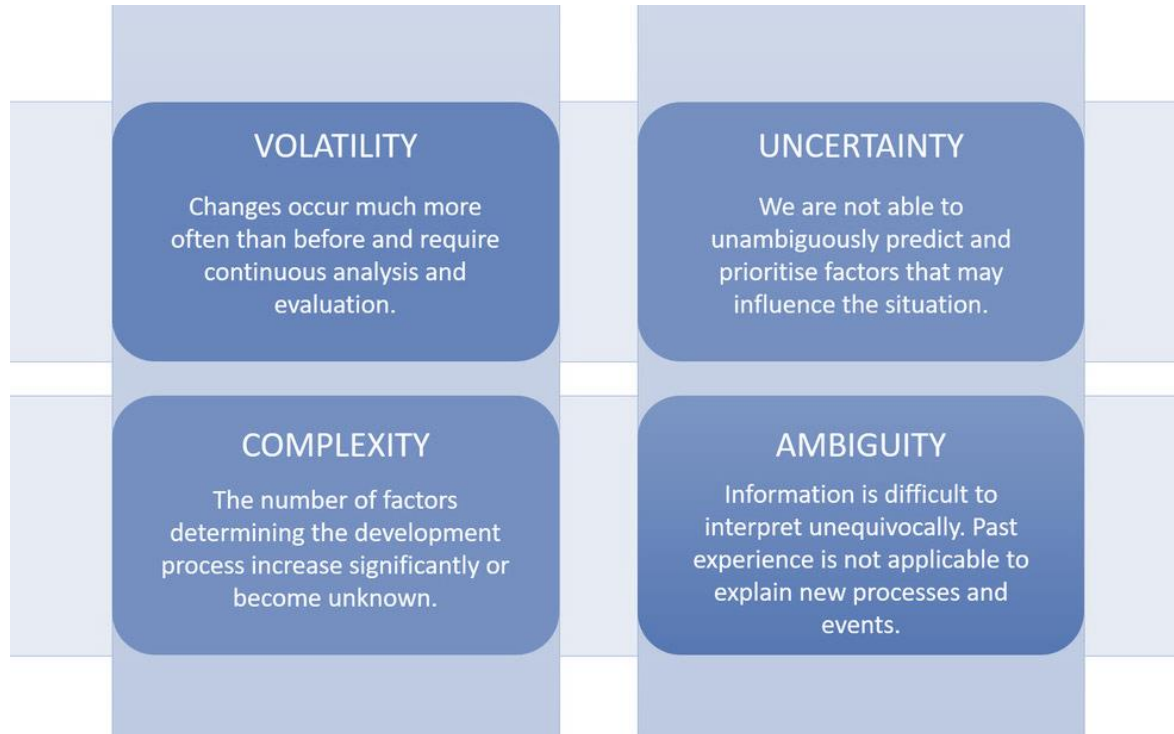 VOLATILITY
Changes occur much more
often than before and require
continuous analysis and
evaluation.
UNCERTAINTY
We are not able to
unambiguously predict and
prioritise factors that may
influence the situation.
COMPLEXITY
The number of factors
determining the development
process increase significantly or
become unknown.
AMBIGUITY
Information is difficult to
interpret unequivocally. Past
experience is not applicable to
explain new processes and
events.